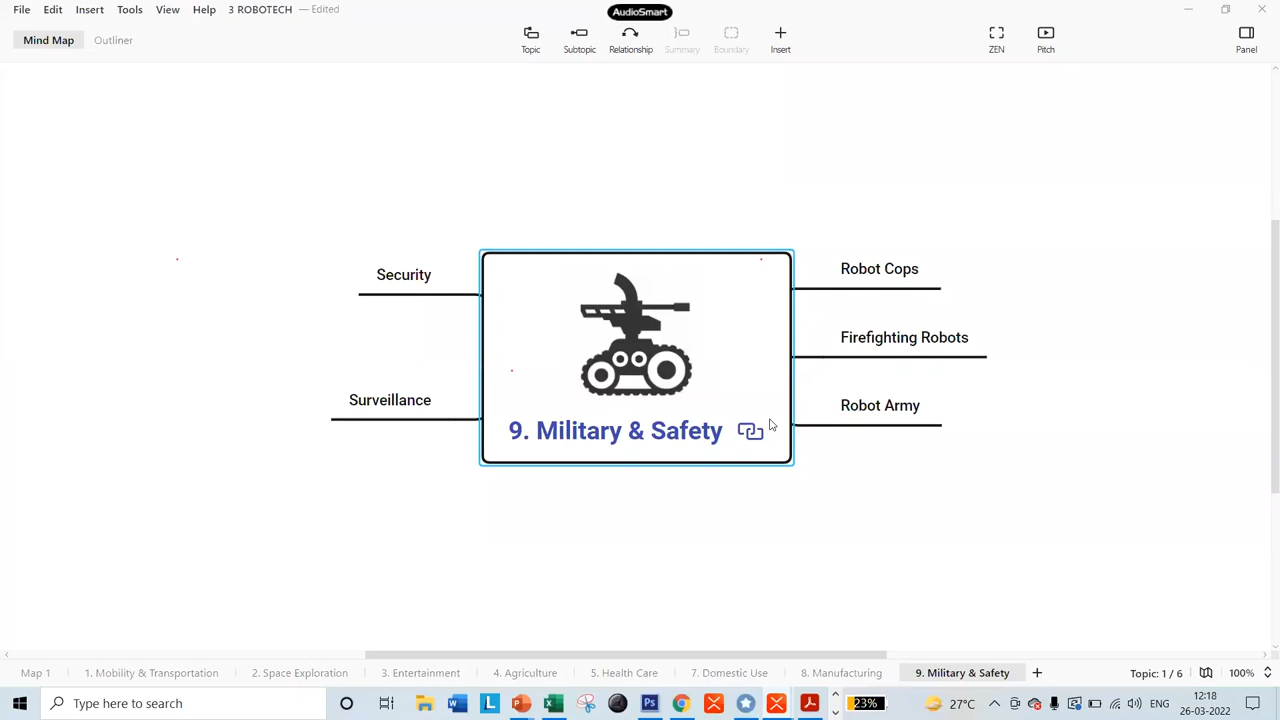 File Edit Insert Tools View Help 3 ROBOTECH — Edited
AudioSmart
Mind Map Outliner
Topic Subtopic Relationship Summary Boundary Insert ZEN Pitch Panel
Security
Surveillance
9. Military & Safety
Robot Cops
Firefighting Robots
Robot Army
Map 1 1. Mobility & Transportation 2. Space Exploration 3. Entertainment 4. Agriculture 5. Health Care 7. Domestic Use 8. Manufacturing 9. Military & Safety Topic: 1 / 6 100%
Type here to s 23% 27°C ENG 12:18
26-03-2022